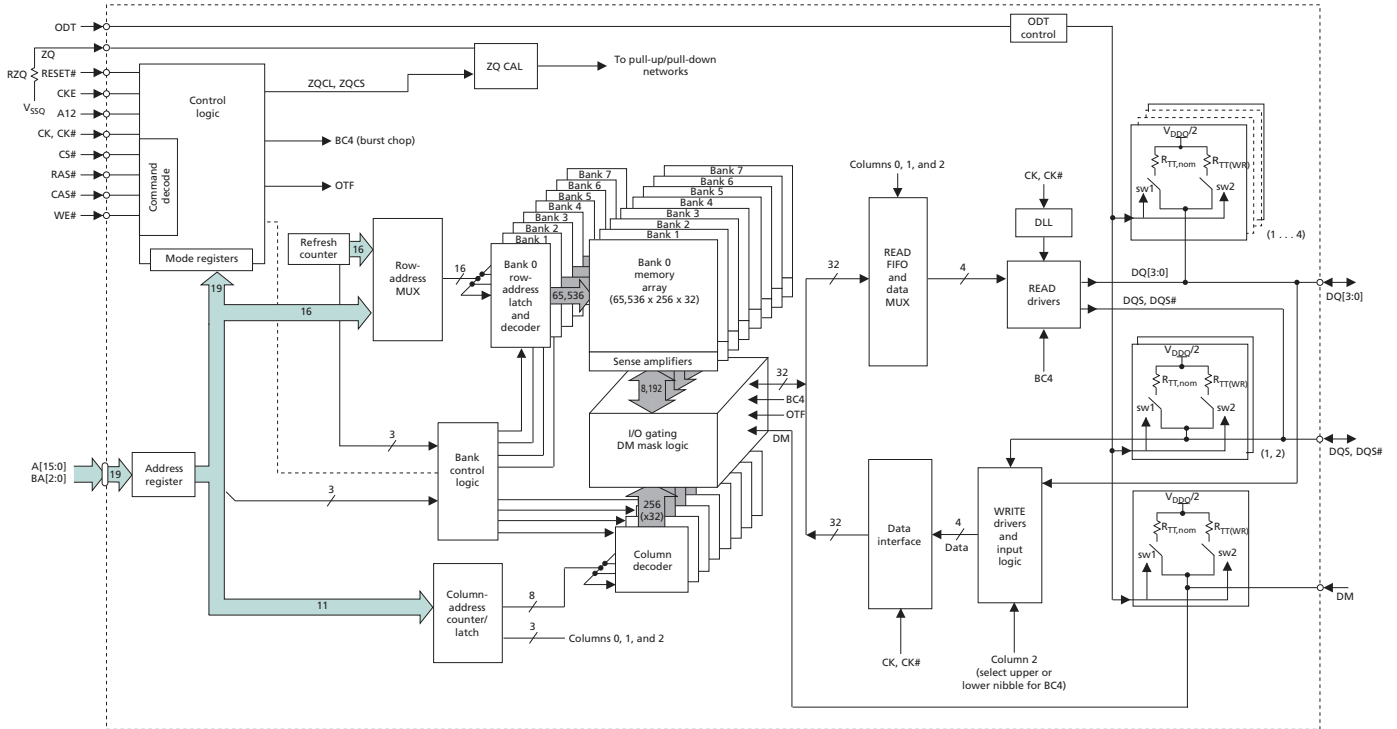 ODT
ODT
control
ZQ
RZQ
RESET#
CKE
V_SSQ
A12
CK, CK#
CS#
RAS#
CAS#
WE#
Control
logic
Command
decode
Mode registers
ZQCL, ZQCS
ZQ CAL
To pull-up/pull-down
networks
BC4 (burst chop)
OTF
Refresh
counter
16
Row-
address
MUX
16
Bank 7
Bank 6
Bank 5
Bank 4
Bank 3
Bank 2
Bank 1
Bank 0
row-
address
latch
and
decoder
65,536
Bank 7
Bank 6
Bank 5
Bank 4
Bank 3
Bank 2
Bank 1
Bank 0
memory
array
(65,536 x 256 x 32)
Sense amplifiers
8,192
I/O gating
DM mask logic
32
BC4
OTF
DM
19
16
3
3
Bank
control
logic
A[15:0]
BA[2:0]
19
Address
register
256
(x32)
Column
decoder
11
Column-
address
counter/
latch
8
3
Columns 0, 1, and 2
Columns 0, 1, and 2
32
READ
FIFO
and
data
MUX
4
CK, CK#
DLL
READ
drivers
BC4
DQ[3:0]
DQS, DQS#
V_DDQ/2
R_TT,nom
R_TT(WR)
sw1
sw2
(1 . . . 4)
DQ[3:0]
V_DDQ/2
R_TT,nom
R_TT(WR)
sw1
sw2
(1, 2)
DQS, DQS#
V_DDQ/2
R_TT,nom
R_TT(WR)
sw1
sw2
DM
32
Data
interface
4
Data
WRITE
drivers
and
input
logic
CK, CK#
Column 2
(select upper or
lower nibble for BC4)